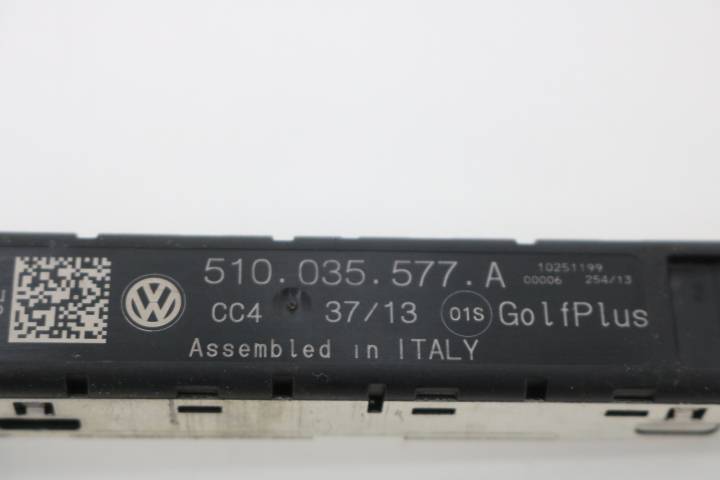 510.035.577.A
10251199
00006 254/13
CC4 37/13 01S GolfPlus
Assembled in ITALY